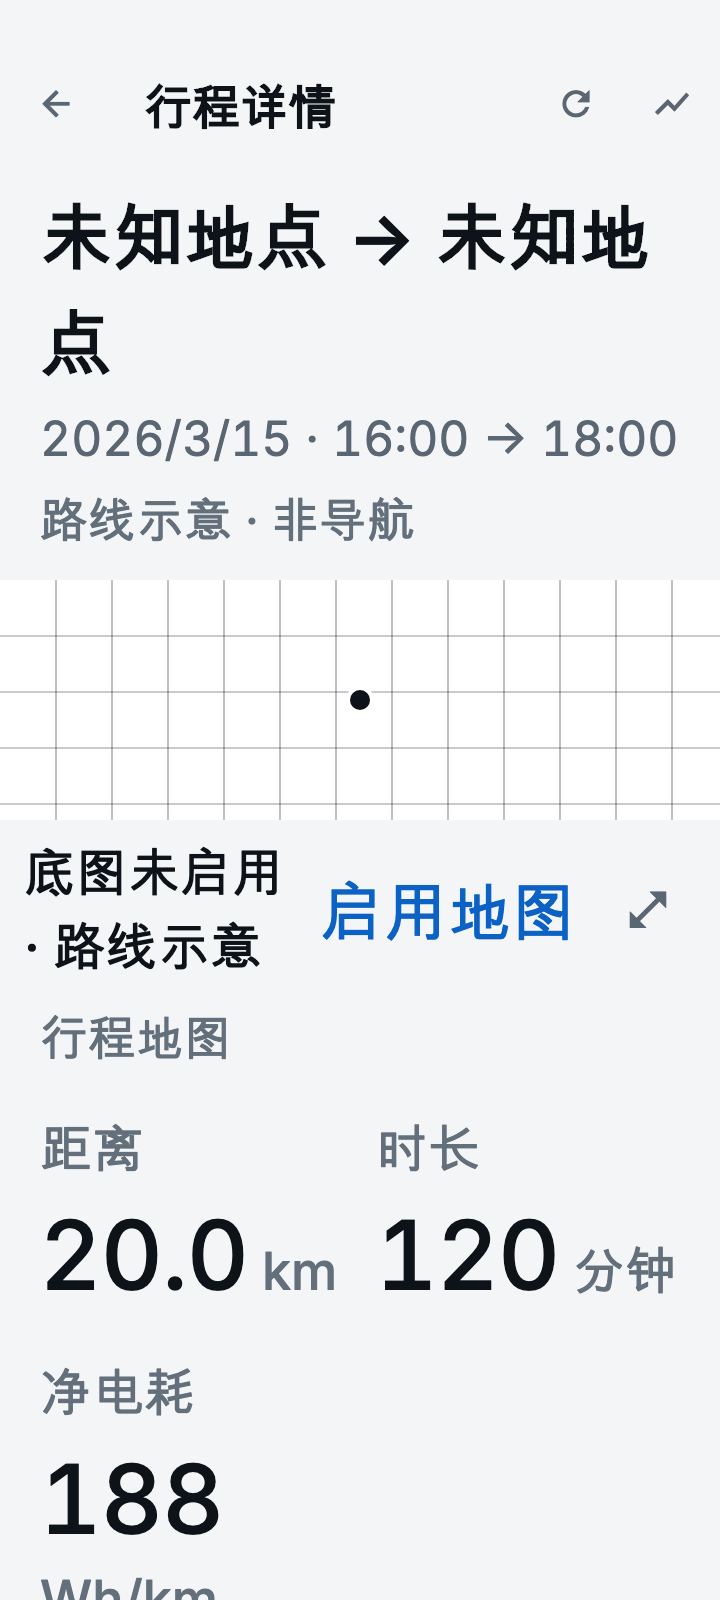 行程详情
未知地点 → 未知地
点
2026/3/15 · 16:00 → 18:00
路线示意 · 非导航
底图未启用
· 路线示意
启用地图
行程地图
距离 时长
20.0 km 120 分钟
净电耗
188
Wh/km